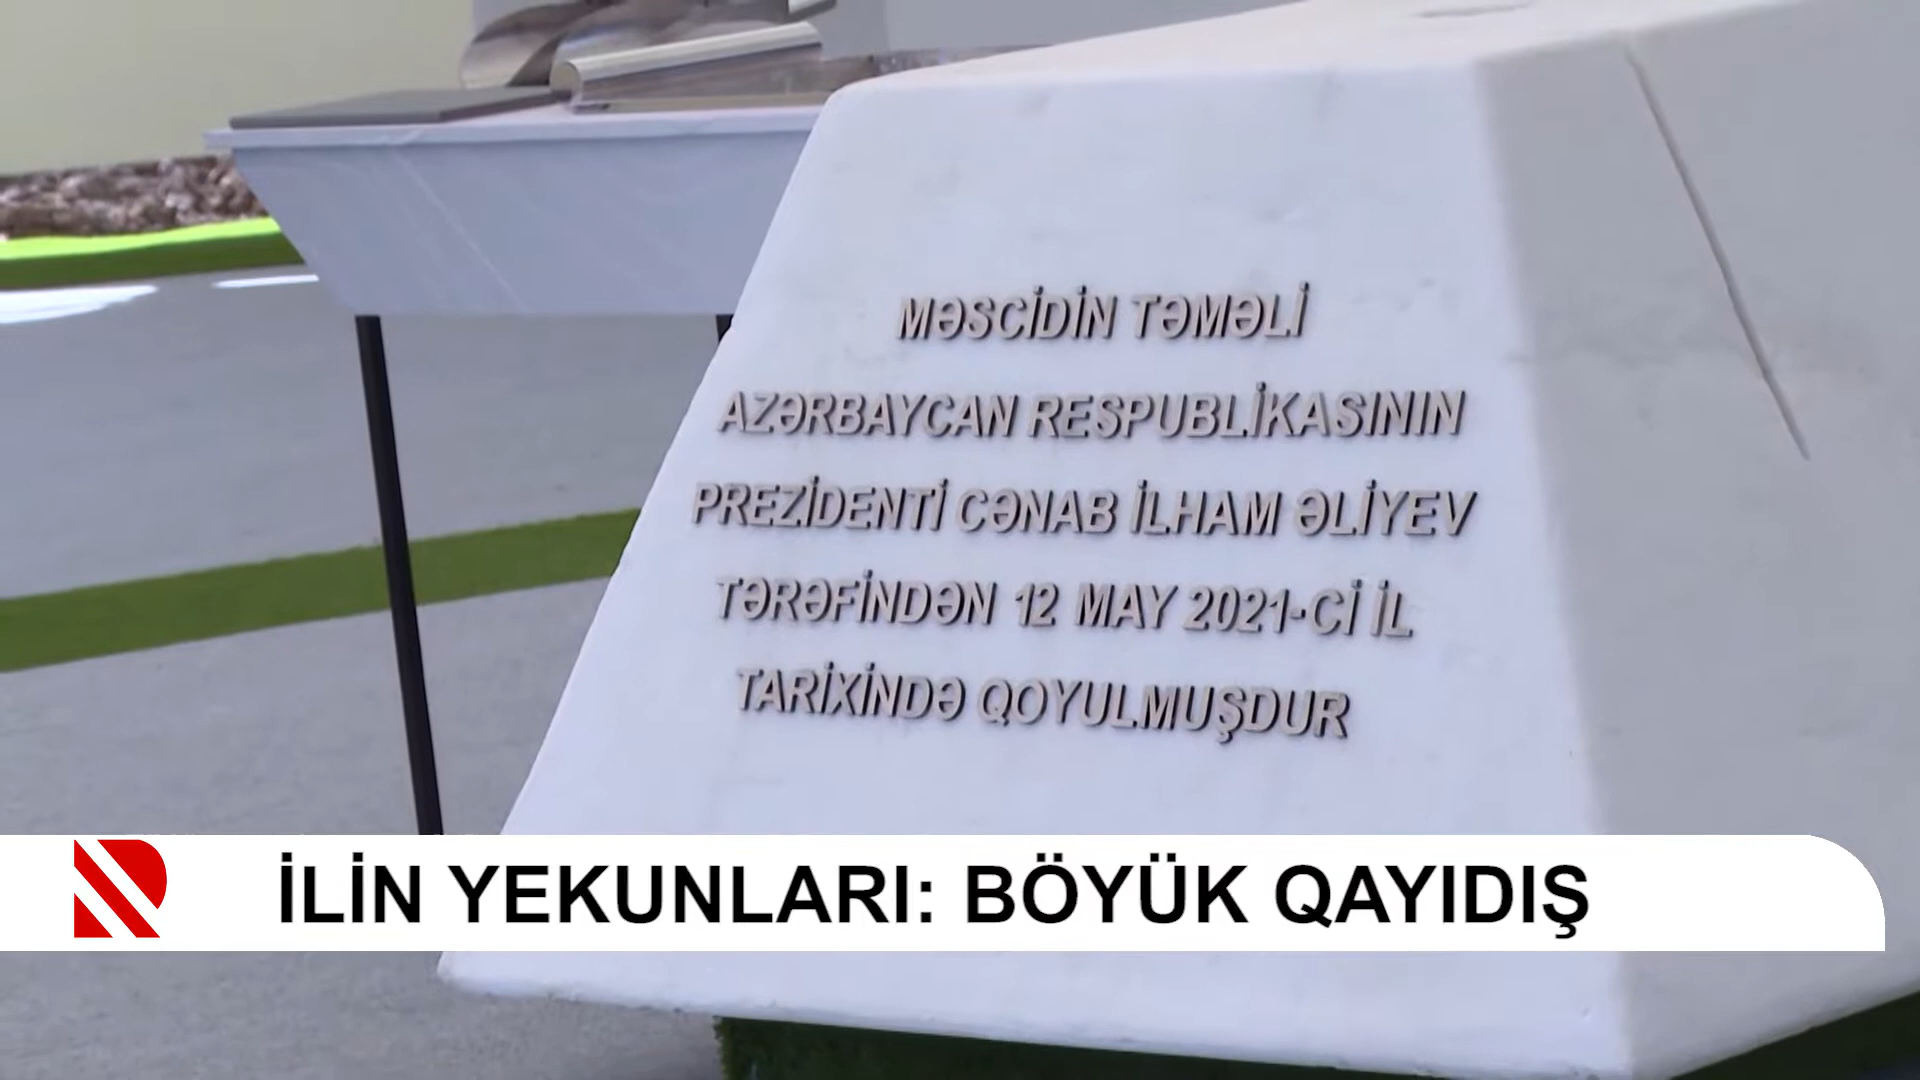 MƏSCİDİN TƏMƏLİ
AZƏRBAYCAN RESPUBLİKASININ
PREZİDENTİ CƏNAB İLHAM ƏLİYEV
TƏRƏFİNDƏN 12 MAY 2021-Cİ İL
TARİXİNDƏ QOYULMUŞDUR
İLİN YEKUNLARI: BÖYÜK QAYIDIŞ